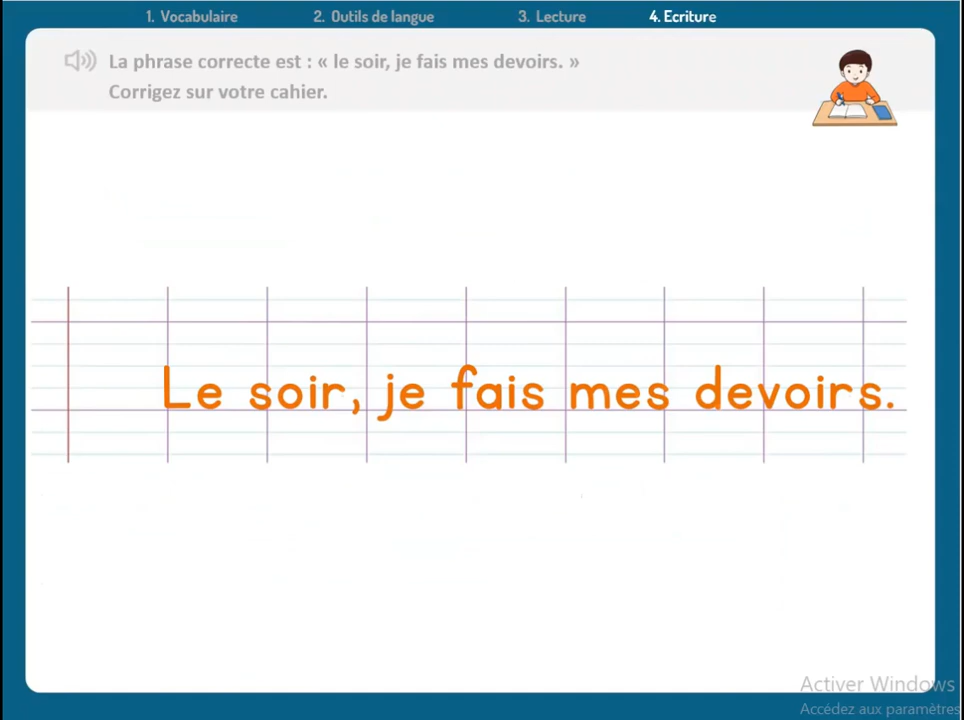 1. Vocabulaire 2. Outils de langue 3. Lecture 4. Ecriture
La phrase correcte est : « le soir, je fais mes devoirs. »
Corrigez sur votre cahier.
Le soir, je fais mes devoirs.
Activer Windows
Accédez aux paramètres